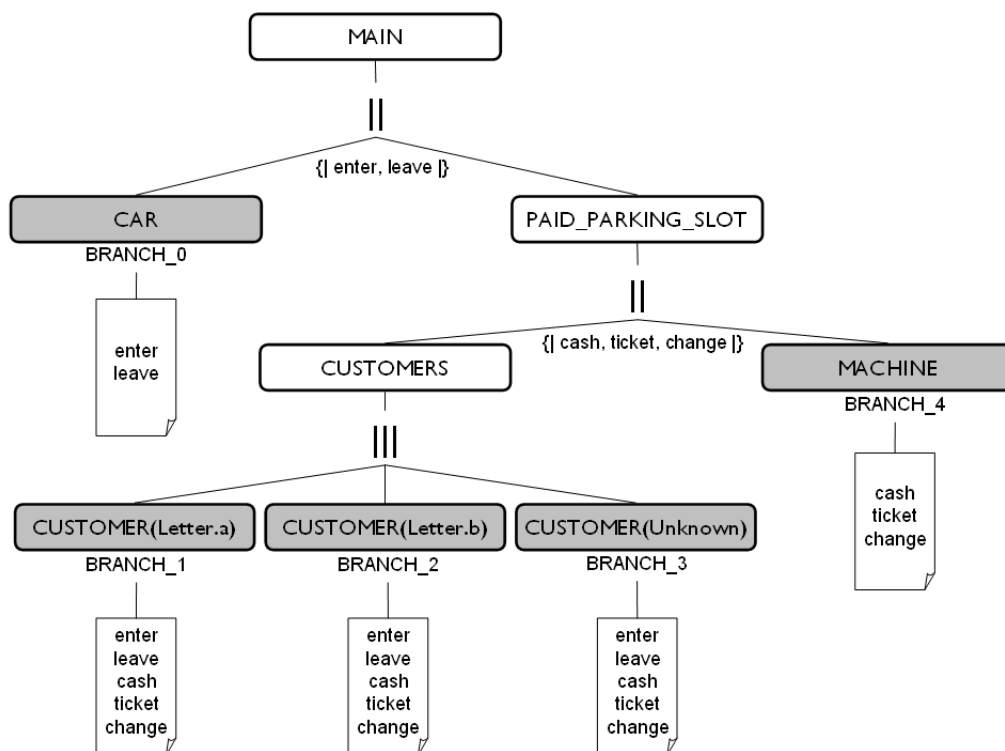 MAIN
||
{| enter, leave |}
CAR
PAID_PARKING_SLOT
BRANCH_0
||
enter
leave
{| cash, ticket, change |}
CUSTOMERS
MACHINE
BRANCH_4
|||
cash
ticket
change
CUSTOMER(Letter.a)
CUSTOMER(Letter.b)
CUSTOMER(Unknown)
BRANCH_1
BRANCH_2
BRANCH_3
enter
leave
cash
ticket
change
enter
leave
cash
ticket
change
enter
leave
cash
ticket
change